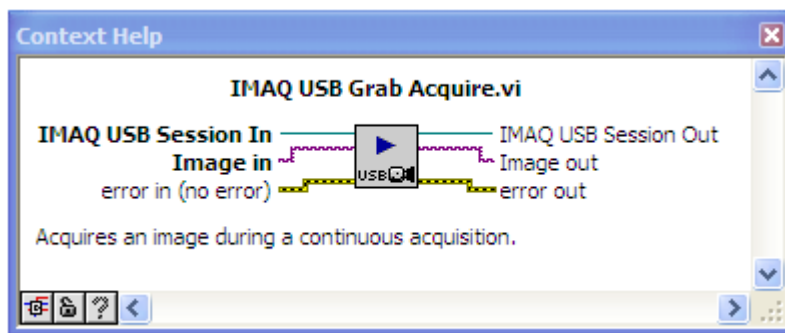 Context Help
IMAQ USB Grab Acquire.vi
IMAQ USB Session In IMAQ USB Session Out
Image in Image out
USB
error in (no error) error out
Acquires an image during a continuous acquisition.
?